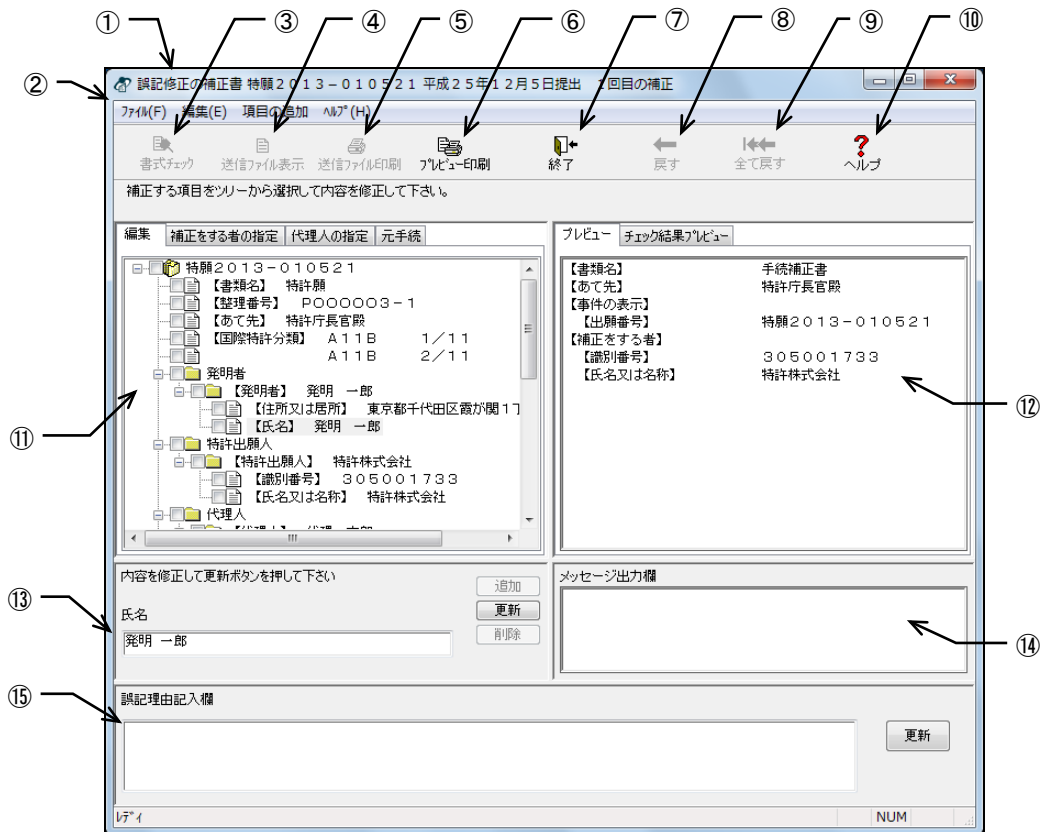 ① ③ ④ ⑤ ⑥ ⑦ ⑧ ⑨ ⑩
②
誤記修正の補正書 特願２０１３－０１０５２１ 平成２５年１２月５日提出 １回目の補正
ﾌｧｲﾙ(F) 編集(E) 項目の追加 ﾍﾙﾌﾟ(H)
書式チェック 送信ファイル表示 送信ファイル印刷 プレビュー印刷 終了 戻す 全て戻す ヘルプ
補正する項目をツリーから選択して内容を修正して下さい。
編集 補正をする者の指定 代理人の指定 元手続
特願２０１３－０１０５２１
【書類名】 特許願
【整理番号】 ＰＯＯＯＯＯ３－１
【あて先】 特許庁長官殿
【国際特許分類】 Ａ１１Ｂ １／１１
Ａ１１Ｂ ２／１１
発明者
【発明者】 発明 一郎
【住所又は居所】 東京都千代田区霞が関１丁
【氏名】 発明 一郎
特許出願人
【特許出願人】 特許株式会社
【識別番号】 ３０５００１７３３
【氏名又は名称】 特許株式会社
代理人
⑪
プレビュー チェック結果プレビュー
【書類名】 手続補正書
【あて先】 特許庁長官殿
【事件の表示】
【出願番号】 特願２０１３－０１０５２１
【補正をする者】
【識別番号】 ３０５００１７３３
【氏名又は名称】 特許株式会社
⑫
内容を修正して更新ボタンを押して下さい
追加
更新
削除
氏名
発明 一郎
⑬
メッセージ出力欄
⑭
⑮
誤記理由記入欄
更新
ﾚﾃﾞｨ NUM